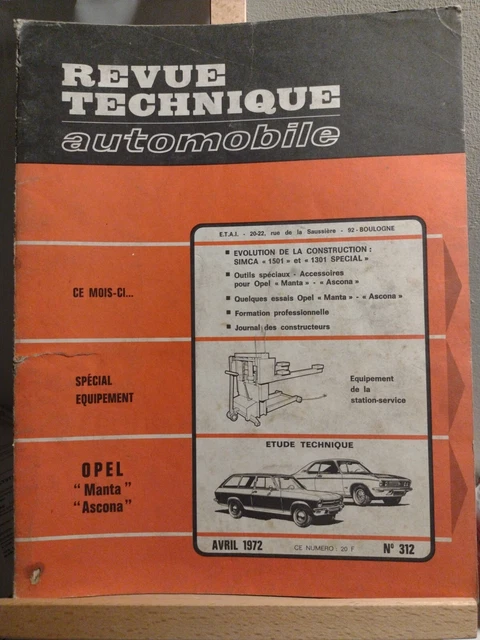 REVUE
TECHNIQUE
automobile
E.T.A.I. - 20-22, rue de la Saussière - 92 - BOULOGNE
CE MOIS-CI...
■ EVOLUTION DE LA CONSTRUCTION :
SIMCA « 1501 » et « 1301 SPECIAL »
■ Outils spéciaux - Accessoires
pour Opel « Manta » - « Ascona »
■ Quelques essais Opel « Manta » - « Ascona »
■ Formation professionnelle
■ Journal des constructeurs
SPÉCIAL
EQUIPEMENT
Equipement
de la
station-service
OPEL
“ Manta ”
“ Ascona ”
ETUDE TECHNIQUE
AVRIL 1972
CE NUMERO : 20 F
N° 312